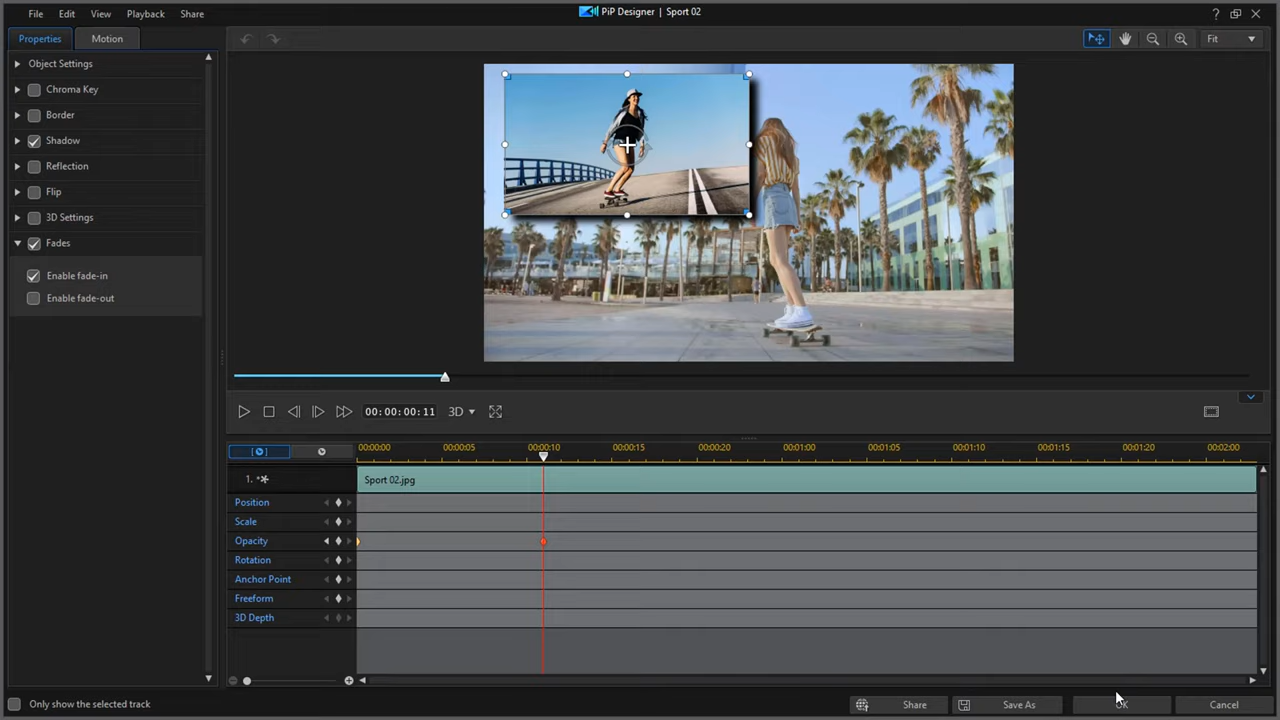 File Edit View Playback Share
PiP Designer | Sport 02
?
Properties Motion
Fit
Object Settings
Chroma Key
Border
Shadow
Reflection
Flip
3D Settings
Fades
Enable fade-in
Enable fade-out
00:00:00:11 3D
00:00:00 00:00:05 00:00:10 00:00:15 00:00:20 00:01:00 00:01:05 00:01:10 00:01:15 00:01:20 00:02:00
1. Sport 02.jpg
Position
Scale
Opacity
Rotation
Anchor Point
Freeform
3D Depth
Only show the selected track Share Save As OK Cancel